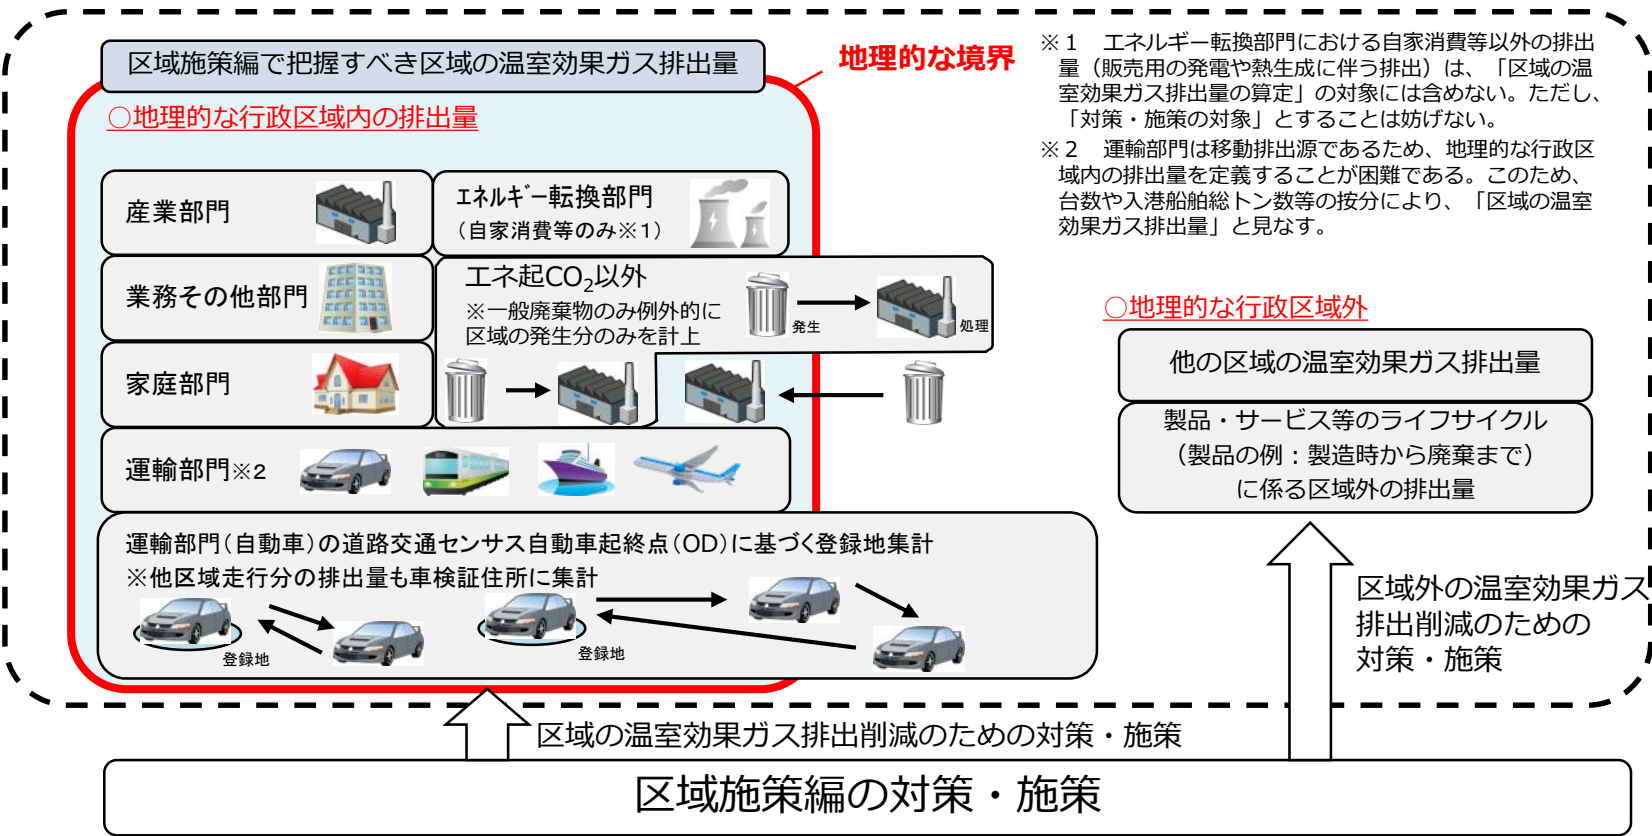 区域施策編で把握すべき区域の温室効果ガス排出量
地理的な境界
○地理的な行政区域内の排出量
産業部門
エネルギー転換部門
(自家消費等のみ※1)
業務その他部門
エネ起CO₂以外
※一般廃棄物のみ例外的に
区域の発生分のみを計上
発生
処理
家庭部門
運輸部門※2
運輸部門(自動車)の道路交通センサス自動車起終点(OD)に基づく登録地集計
※他区域走行分の排出量も車検証住所に集計
登録地
登録地
※1 エネルギー転換部門における自家消費等以外の排出
量（販売用の発電や熱生成に伴う排出）は、「区域の温
室効果ガス排出量の算定」の対象には含めない。ただし、
「対策・施策の対象」とすることは妨げない。
※2 運輸部門は移動排出源であるため、地理的な行政区
域内の排出量を定義することが困難である。このため、
台数や入港船舶総トン数等の按分により、「区域の温室
効果ガス排出量」と見なす。
○地理的な行政区域外
他の区域の温室効果ガス排出量
製品・サービス等のライフサイクル
（製品の例：製造時から廃棄まで）
に係る区域外の排出量
区域外の温室効果ガス
排出削減のための
対策・施策
区域の温室効果ガス排出削減のための対策・施策
区域施策編の対策・施策